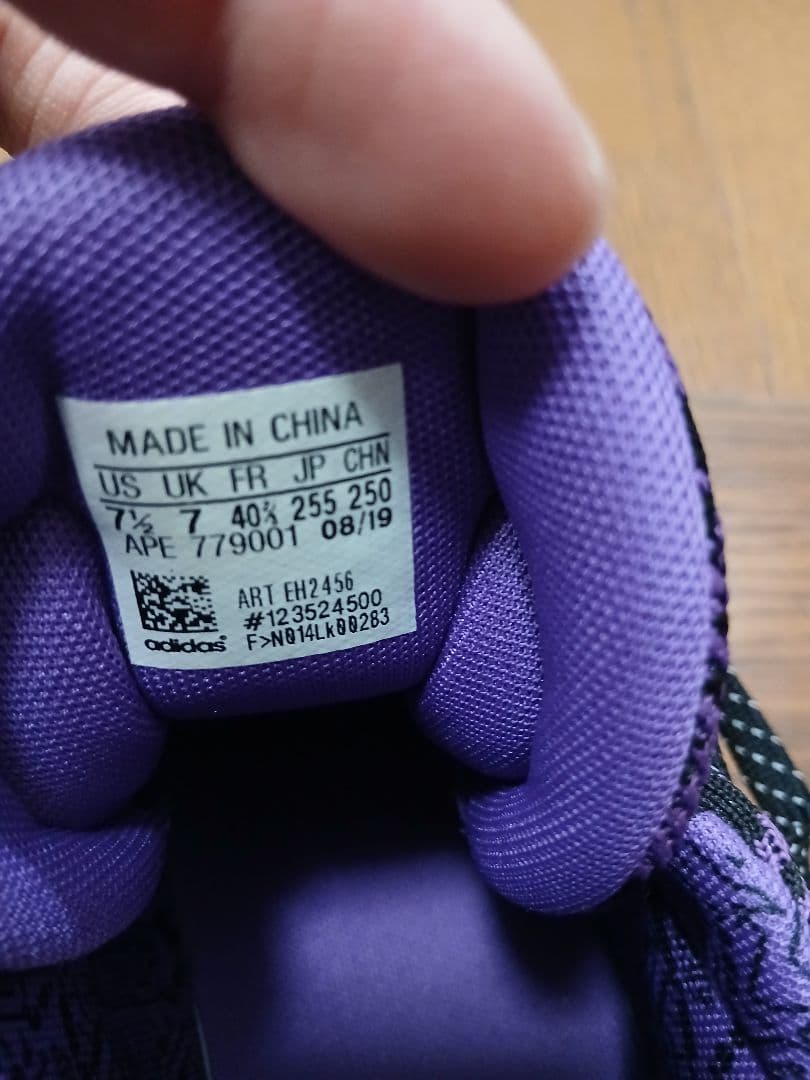 MADE IN CHINA
US UK FR JP CHN
7½ 7 40⅔ 255 250
APE 779001 08/19
ART EH2456
#123524500
adidas® F>N014Lk00283